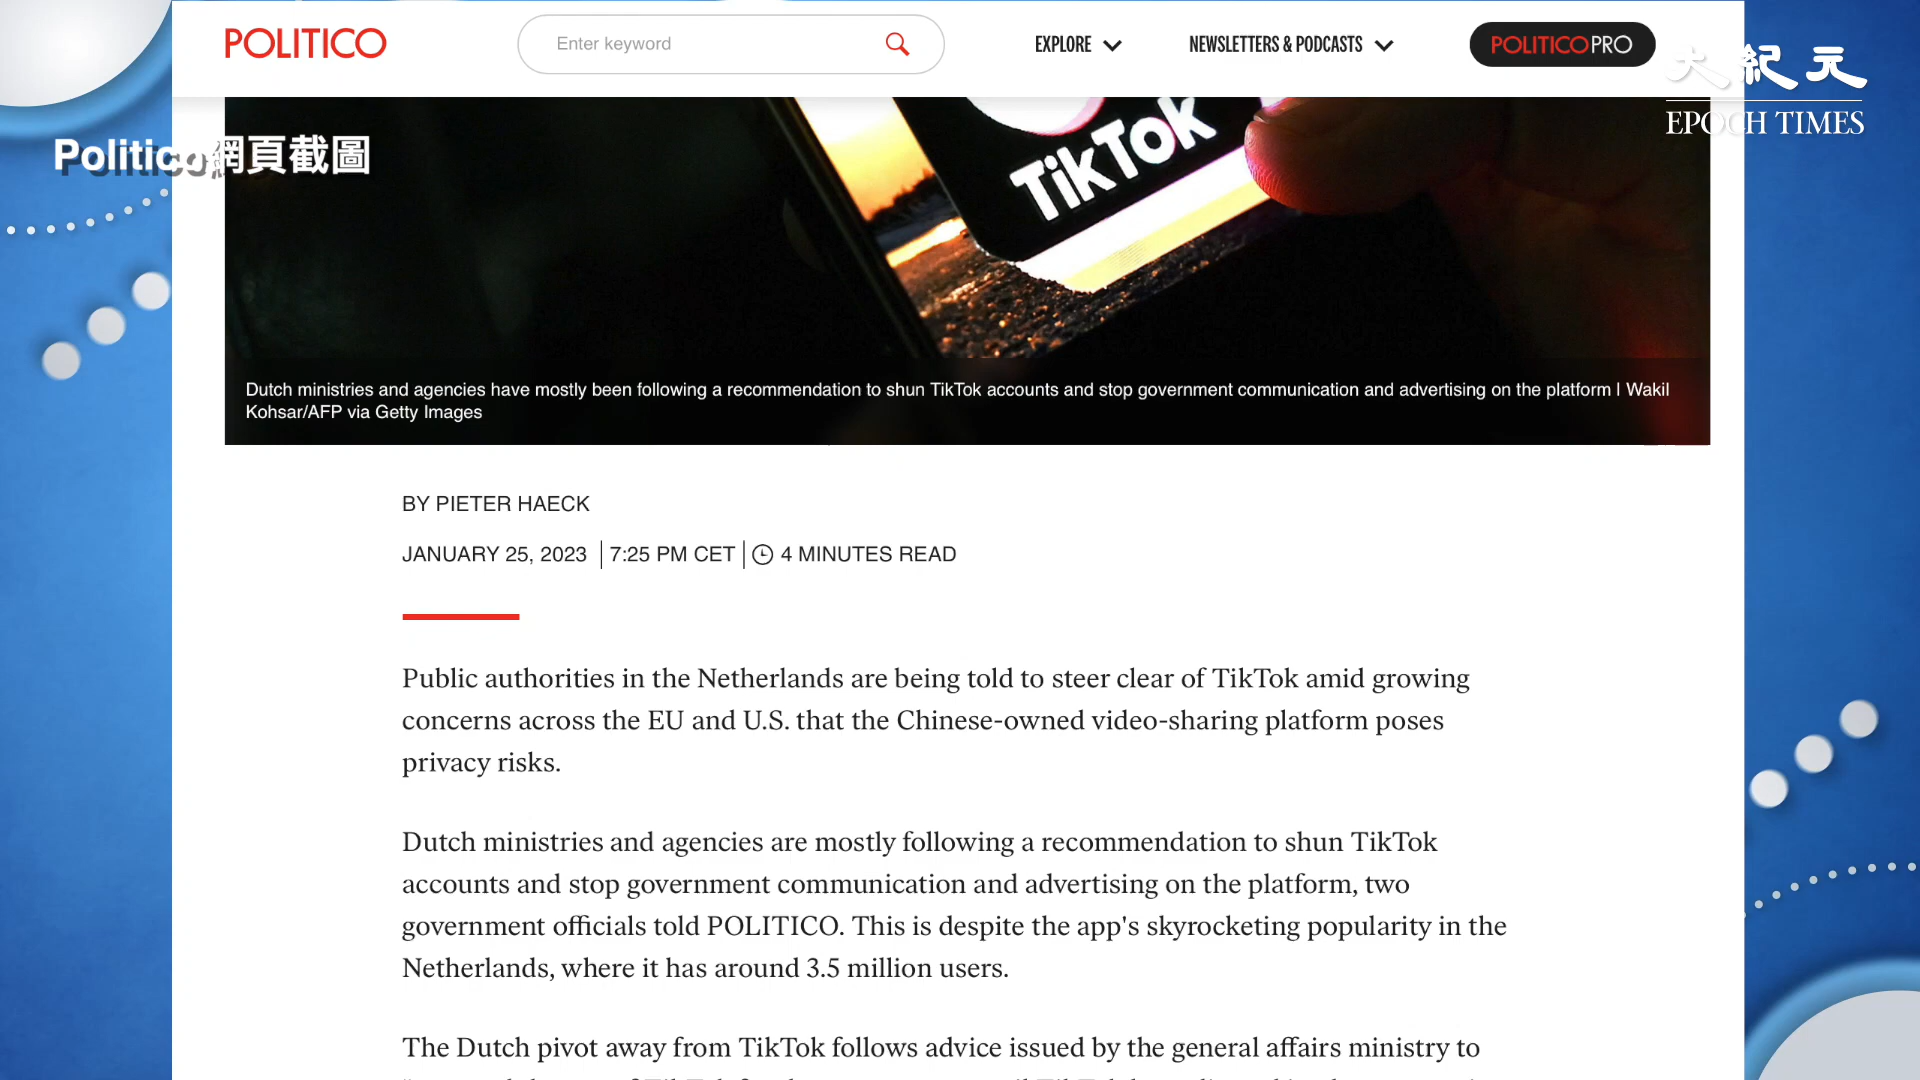 POLITICO
Enter keyword
EXPLORE
NEWSLETTERS & PODCASTS
POLITICOPRO
大紀元
EPOCH TIMES
Politico網頁截圖
TikTok
Dutch ministries and agencies have mostly been following a recommendation to shun TikTok accounts and stop government communication and advertising on the platform | Wakil
Kohsar/AFP via Getty Images
BY PIETER HAECK
JANUARY 25, 2023 | 7:25 PM CET | 4 MINUTES READ
Public authorities in the Netherlands are being told to steer clear of TikTok amid growing
concerns across the EU and U.S. that the Chinese-owned video-sharing platform poses
privacy risks.
Dutch ministries and agencies are mostly following a recommendation to shun TikTok
accounts and stop government communication and advertising on the platform, two
government officials told POLITICO. This is despite the app's skyrocketing popularity in the
Netherlands, where it has around 3.5 million users.
The Dutch pivot away from TikTok follows advice issued by the general affairs ministry to